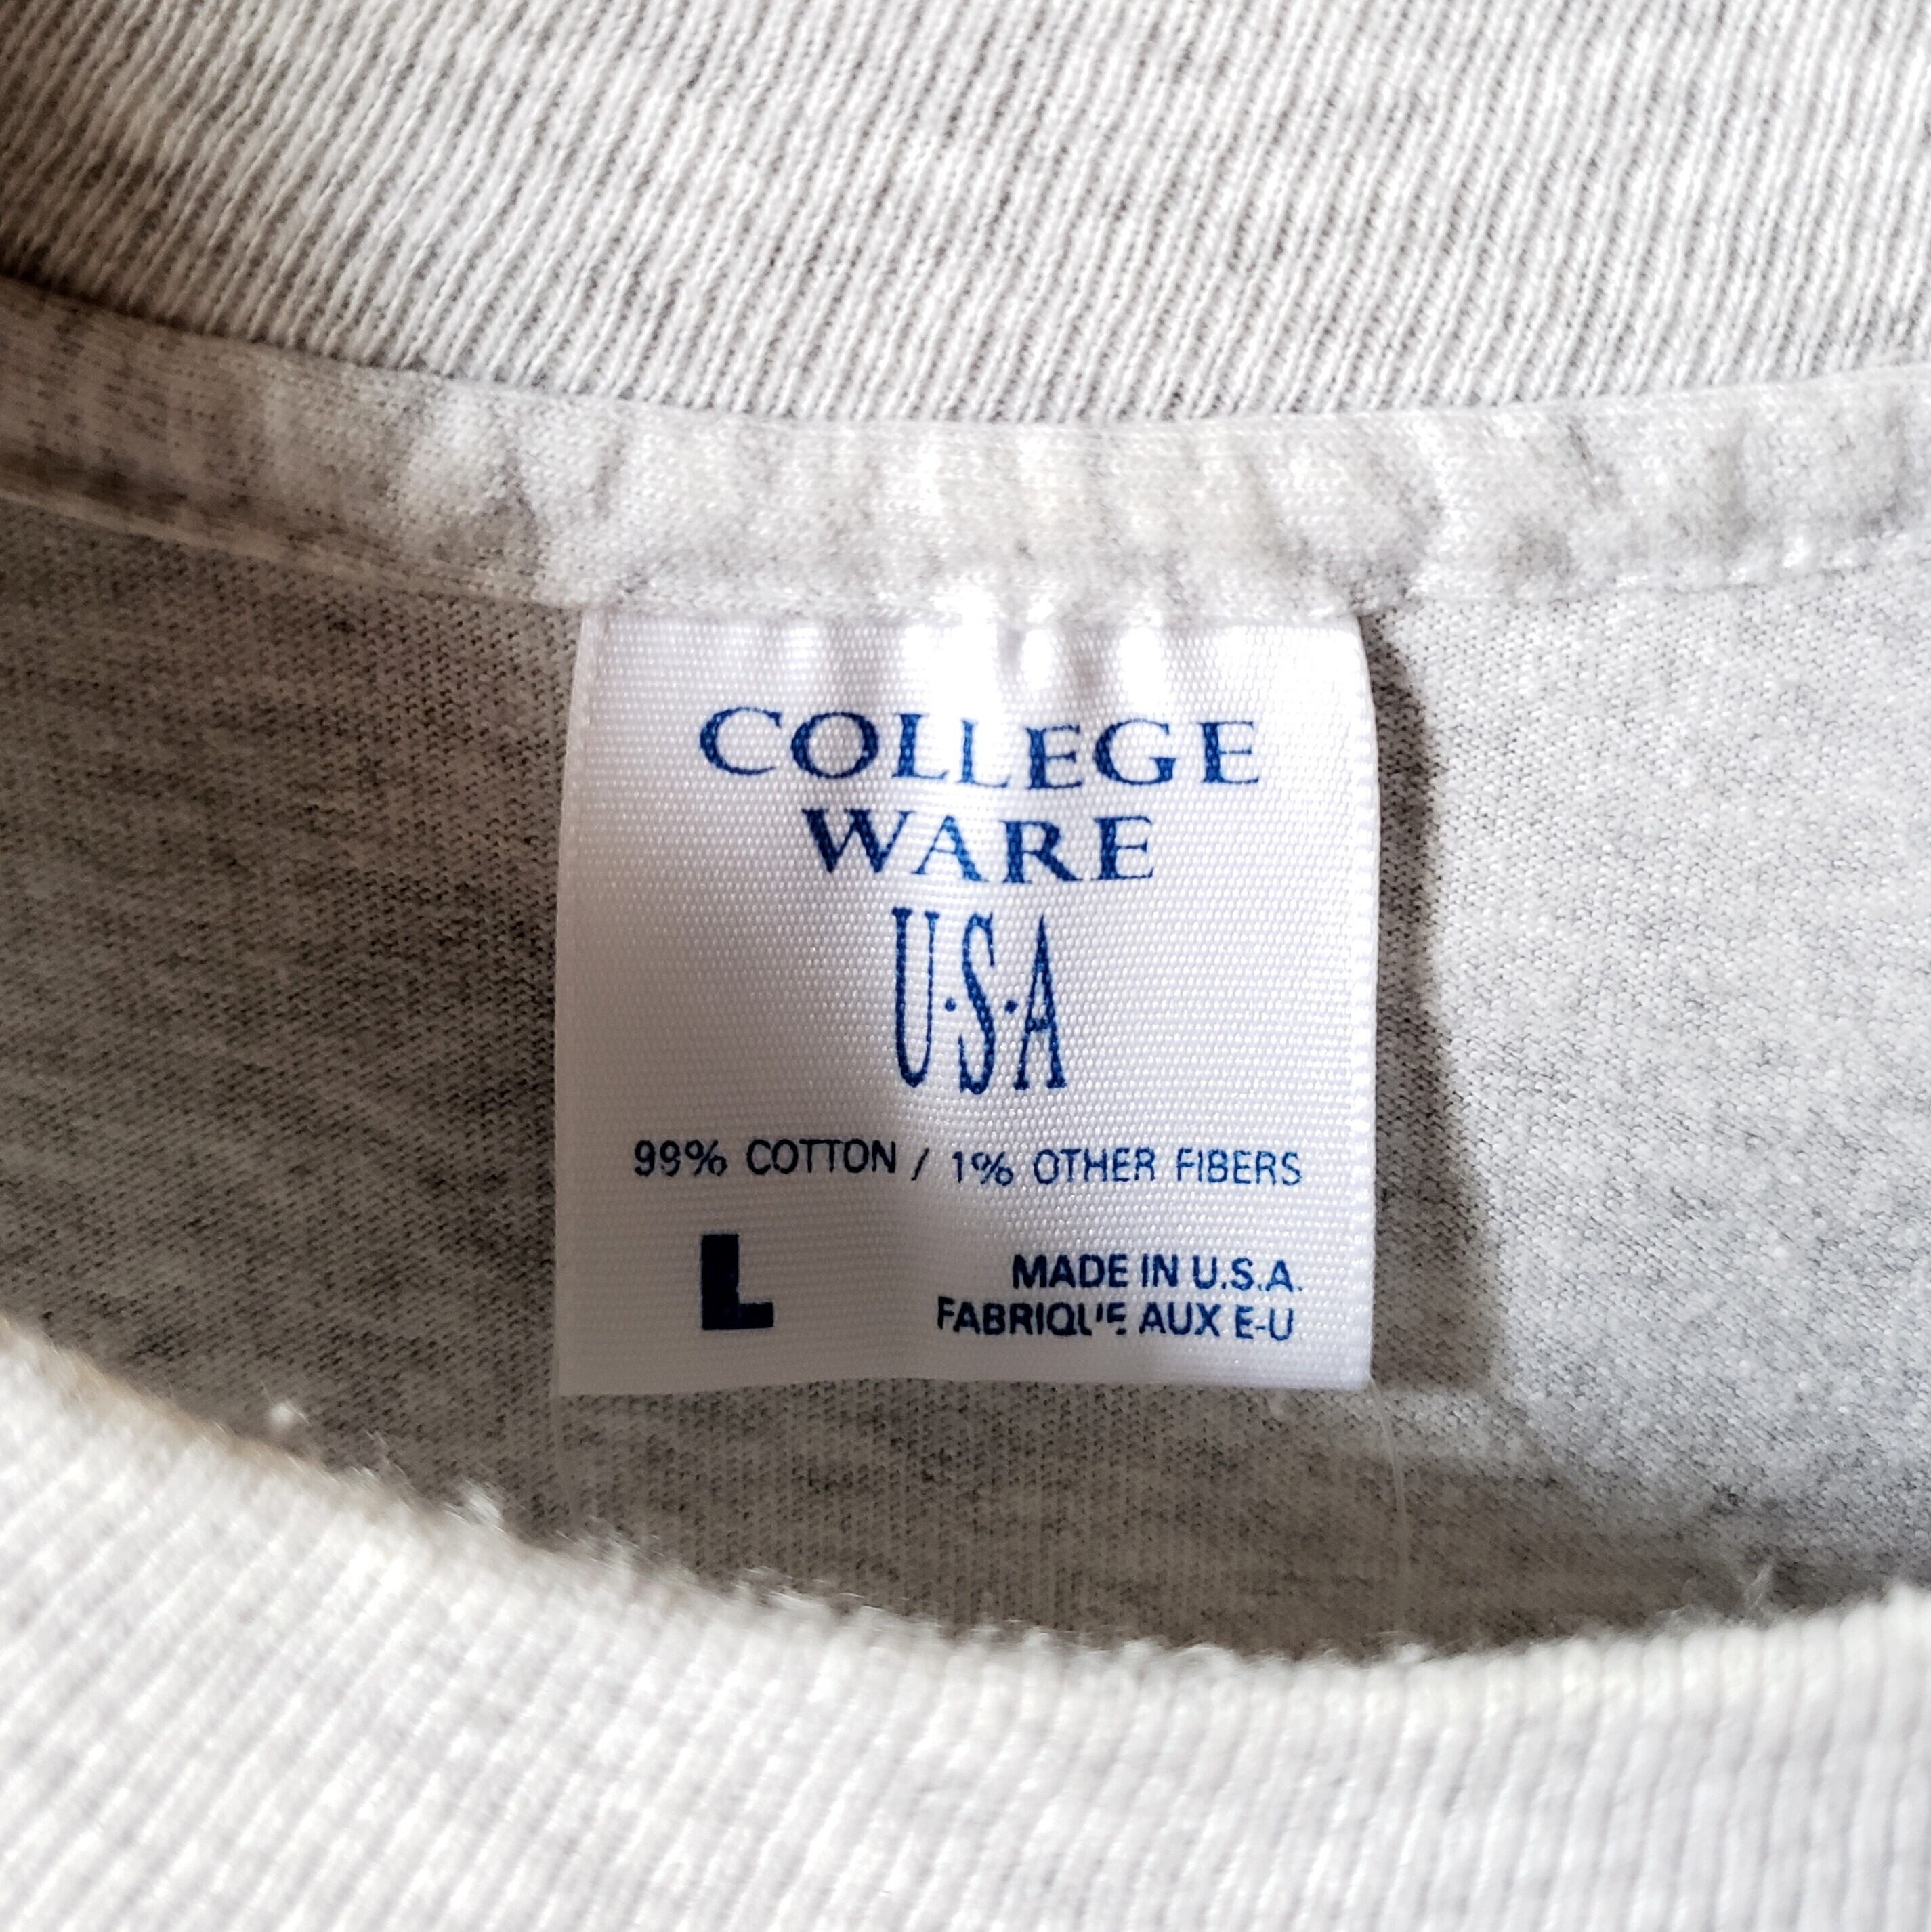 COLLEGE
WARE
U·S·A
99% COTTON / 1% OTHER FIBERS
L
MADE IN U.S.A.
FABRIQUE AUX E-U